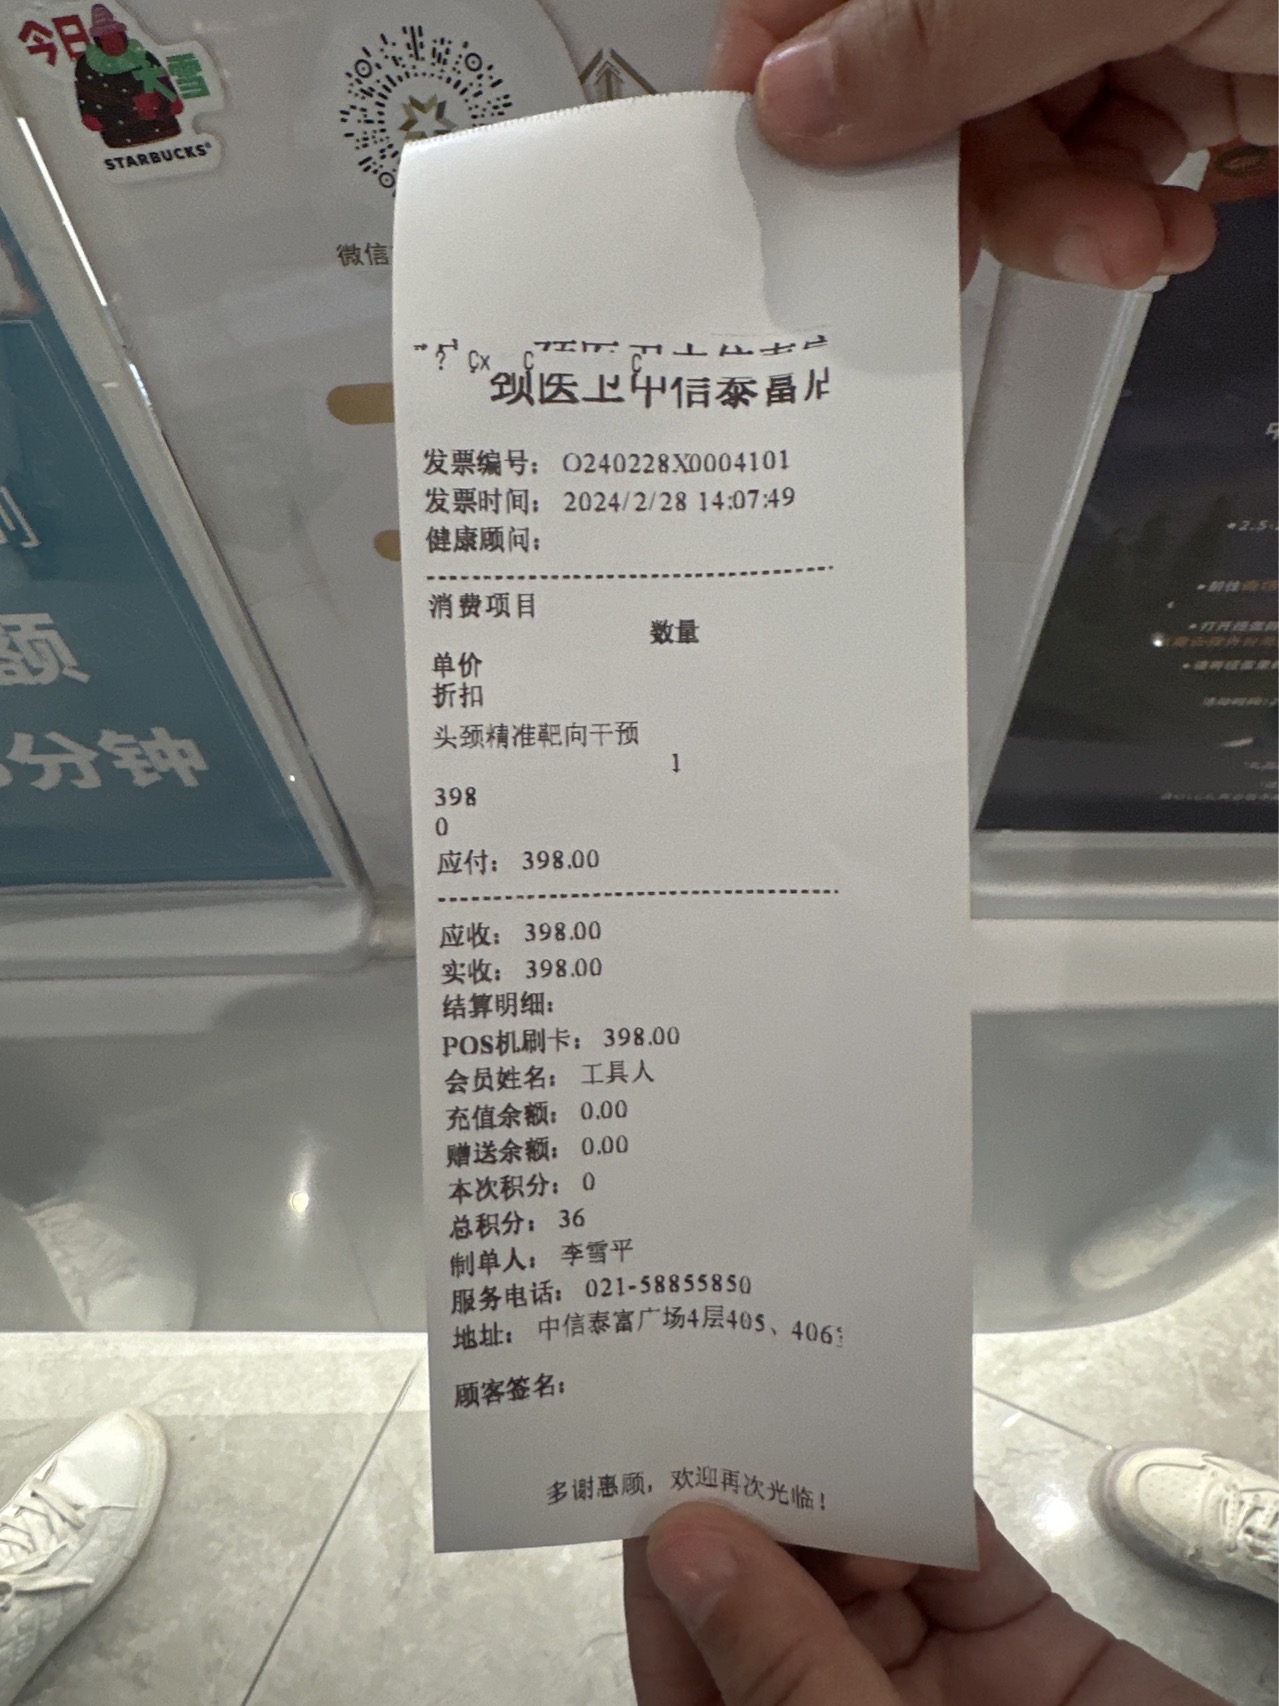 今日大雪
STARBUCKS
微信
? Çx Ç Ç
颈医卫中信泰富
发票编号： O240228X0004101
发票时间： 2024/2/28 14:07:49
健康顾问：
消费项目
数量
单价
折扣
头颈精准靶向干预
1
398
0
应付： 398.00
应收： 398.00
实收： 398.00
结算明细：
POS机刷卡： 398.00
会员姓名： 工具人
充值余额： 0.00
赠送余额： 0.00
本次积分： 0
总积分： 36
制单人： 李雪平
服务电话： 021-58855850
地址： 中信泰富广场4层405、406
顾客签名：
多谢惠顾，欢迎再次光临！
额
分钟